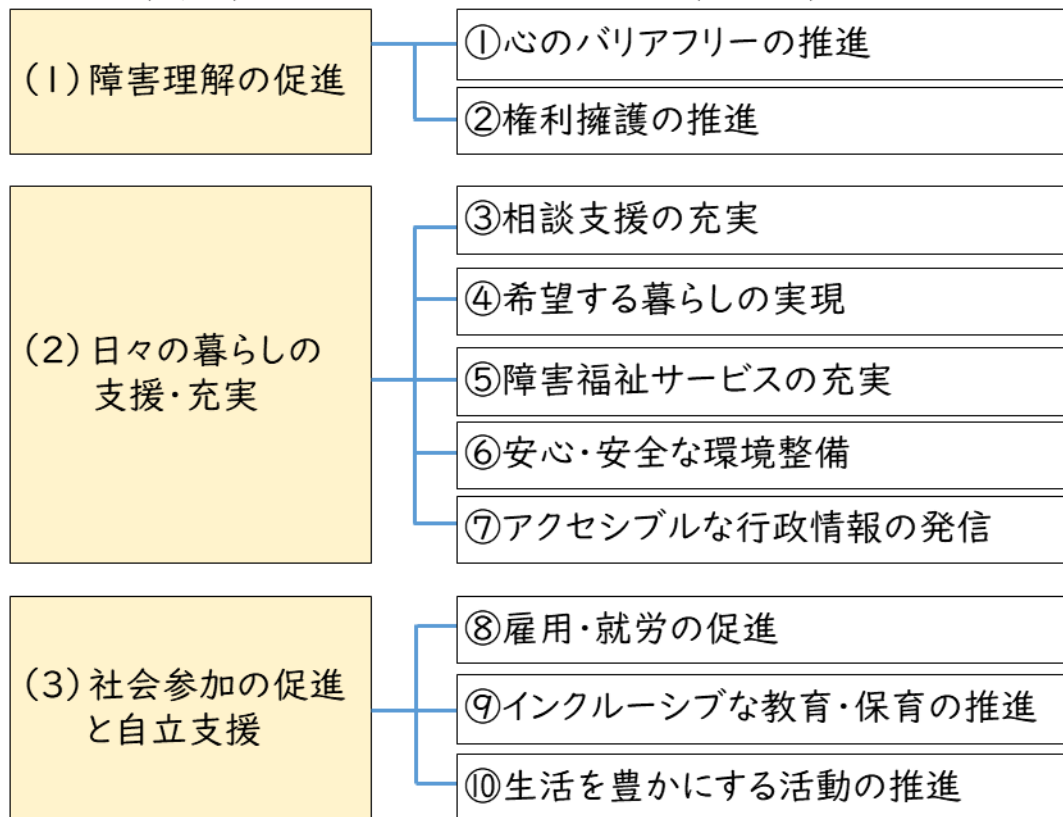 (1)障害理解の促進
①心のバリアフリーの推進
②権利擁護の推進
(2)日々の暮らしの
支援・充実
③相談支援の充実
④希望する暮らしの実現
⑤障害福祉サービスの充実
⑥安心・安全な環境整備
⑦アクセシブルな行政情報の発信
(3)社会参加の促進
と自立支援
⑧雇用・就労の促進
⑨インクルーシブな教育・保育の推進
⑩生活を豊かにする活動の推進